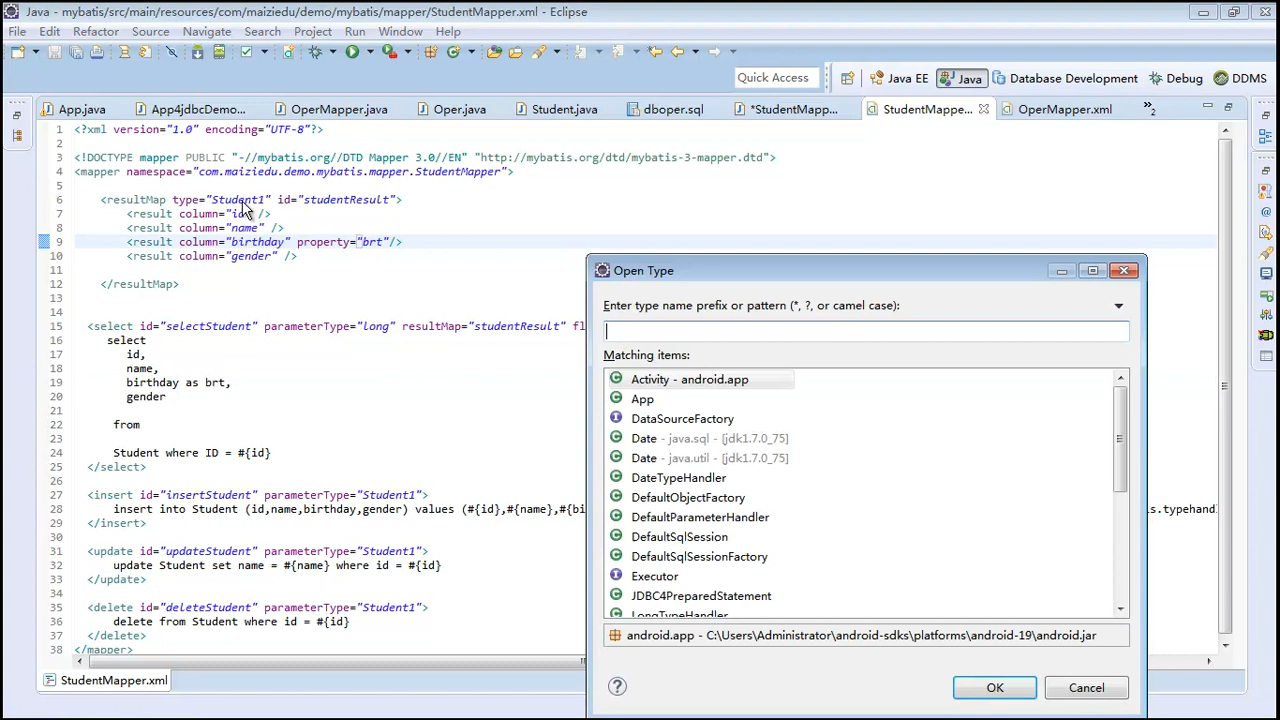 Java - mybatis/src/main/resources/com/maiziedu/demo/mybatis/mapper/StudentMapper.xml - Eclipse
File Edit Refactor Source Navigate Search Project Run Window Help
Quick Access Java EE Java Database Development Debug DDMS
App.java App4jdbcDemo... OperMapper.java Oper.java Student.java dboper.sql *StudentMapp... StudentMappe... OperMapper.xml »2
1 <?xml version="1.0" encoding="UTF-8"?>
2
3 <!DOCTYPE mapper PUBLIC "-//mybatis.org//DTD Mapper 3.0//EN" "http://mybatis.org/dtd/mybatis-3-mapper.dtd">
4 <mapper namespace="com.maiziedu.demo.mybatis.mapper.StudentMapper">
5
6 <resultMap type="Student1" id="studentResult">
7 <result column="id" />
8 <result column="name" />
9 <result column="birthday" property="brt"/>
10 <result column="gender" />
11
12 </resultMap>
13
14
15 <select id="selectStudent" parameterType="long" resultMap="studentResult" fl
16 select
17 id,
18 name,
19 birthday as brt,
20 gender
21
22 from
23
24 Student where ID = #{id}
25 </select>
26
27 <insert id="insertStudent" parameterType="Student1">
28 insert into Student (id,name,birthday,gender) values (#{id},#{name},#{bi s.typehandl
29 </insert>
30
31 <update id="updateStudent" parameterType="Student1">
32 update Student set name = #{name} where id = #{id}
33 </update>
34
35 <delete id="deleteStudent" parameterType="Student1">
36 delete from Student where id = #{id}
37 </delete>
38 </mapper>
StudentMapper.xml
Open Type
Enter type name prefix or pattern (*, ?, or camel case):
Matching items:
Activity - android.app
App
DataSourceFactory
Date - java.sql - [jdk1.7.0_75]
Date - java.util - [jdk1.7.0_75]
DateTypeHandler
DefaultObjectFactory
DefaultParameterHandler
DefaultSqlSession
DefaultSqlSessionFactory
Executor
JDBC4PreparedStatement
LongTypeHandler
android.app - C:\Users\Administrator\android-sdks\platforms\android-19\android.jar
OK Cancel